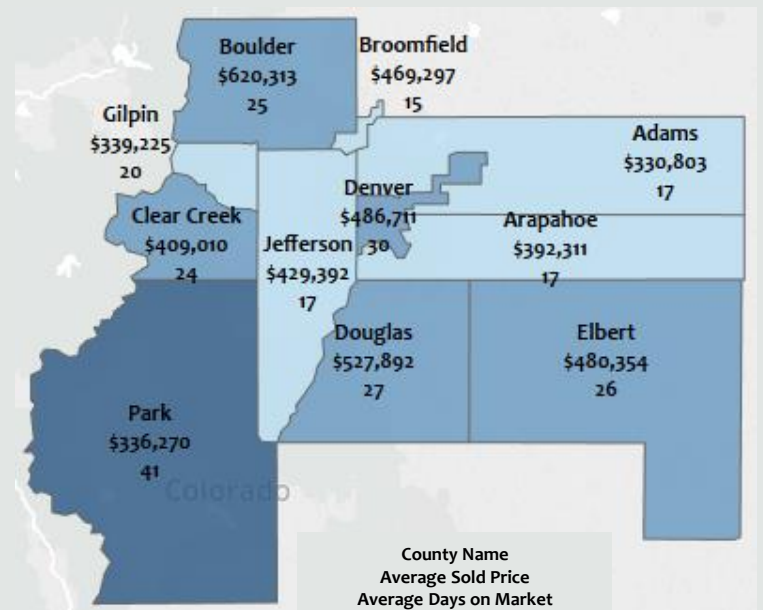 Boulder
$620,313
25
Broomfield
$469,297
15
Gilpin
$339,225
20
Adams
$330,803
17
Denver
$486,711
30
Clear Creek
$409,010
24
Jefferson
$429,392
17
Arapahoe
$392,311
17
Douglas
$527,892
27
Elbert
$480,354
26
Park
$336,270
41
Colorado
County Name
Average Sold Price
Average Days on Market